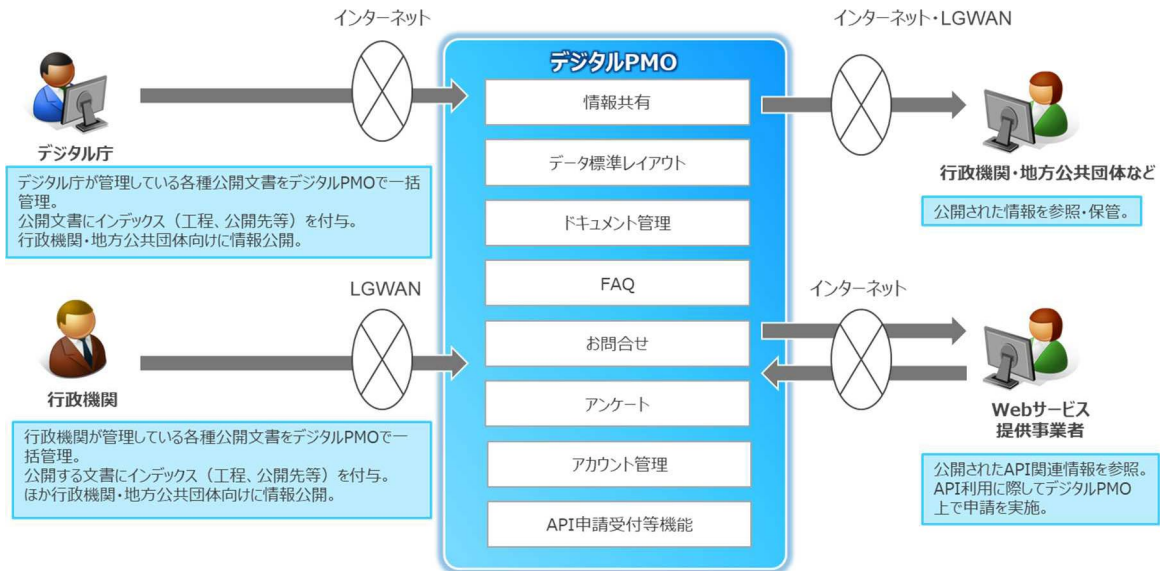 インターネット
インターネット・LGWAN
デジタルPMO
情報共有
データ標準レイアウト
ドキュメント管理
FAQ
お問合せ
アンケート
アカウント管理
API申請受付等機能
デジタル庁
デジタル庁が管理している各種公開文書をデジタルPMOで一括
管理。
公開文書にインデックス（工程、公開先等）を付与。
行政機関・地方公共団体向けに情報公開。
LGWAN
行政機関
行政機関が管理している各種公開文書をデジタルPMOで一
括管理。
公開する文書にインデックス（工程、公開先等）を付与。
ほか行政機関・地方公共団体向けに情報公開。
行政機関・地方公共団体など
公開された情報を参照・保管。
インターネット
Webサービス
提供事業者
公開されたAPI関連情報を参照。
API利用に際してデジタルPMO
上で申請を実施。